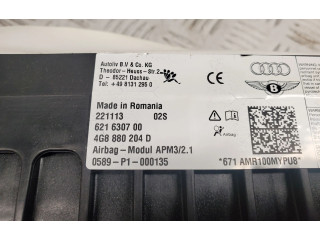 Autoliv B.V & Co. KG
Theodor-Heuss-Str.2
D - 85221 Dachau
Tel. +49 8131 295 0
CE
B
Made in Romania
221113 02S
621 6307 00
4G8 880 204 D
Airbag-Modul APM3/2.1
0589-P1-000135
AIRBAG
*671 AMR100MYPU8*